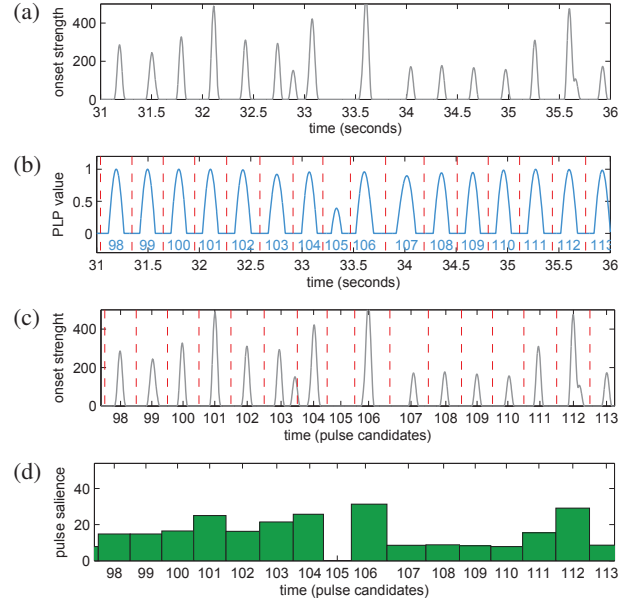 (a)
onset strength
400
200
0
31 31.5 32 32.5 33 33.5 34 34.5 35 35.5 36
time (seconds)
(b)
PLP value
1
0.5
0
98 99 100 101 102 103 104 105 106 107 108 109 110 111 112 113
31 31.5 32 32.5 33 33.5 34 34.5 35 35.5 36
time (seconds)
(c)
onset strenght
400
200
0
98 99 100 101 102 103 104 105 106 107 108 109 110 111 112 113
time (pulse candidates)
(d)
pulse salience
40
20
0
98 99 100 101 102 103 104 105 106 107 108 109 110 111 112 113
time (pulse candidates)